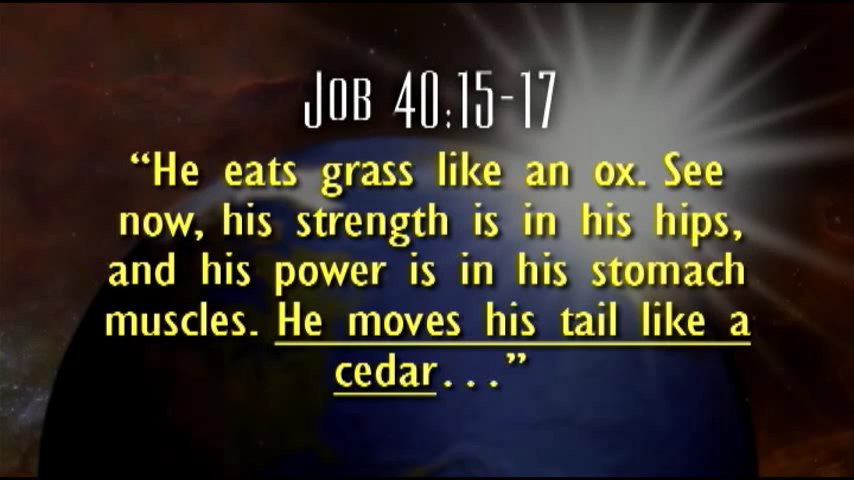 Job 40:15-17
“He eats grass like an ox. See
now, his strength is in his hips,
and his power is in his stomach
muscles. He moves his tail like a
cedar...”